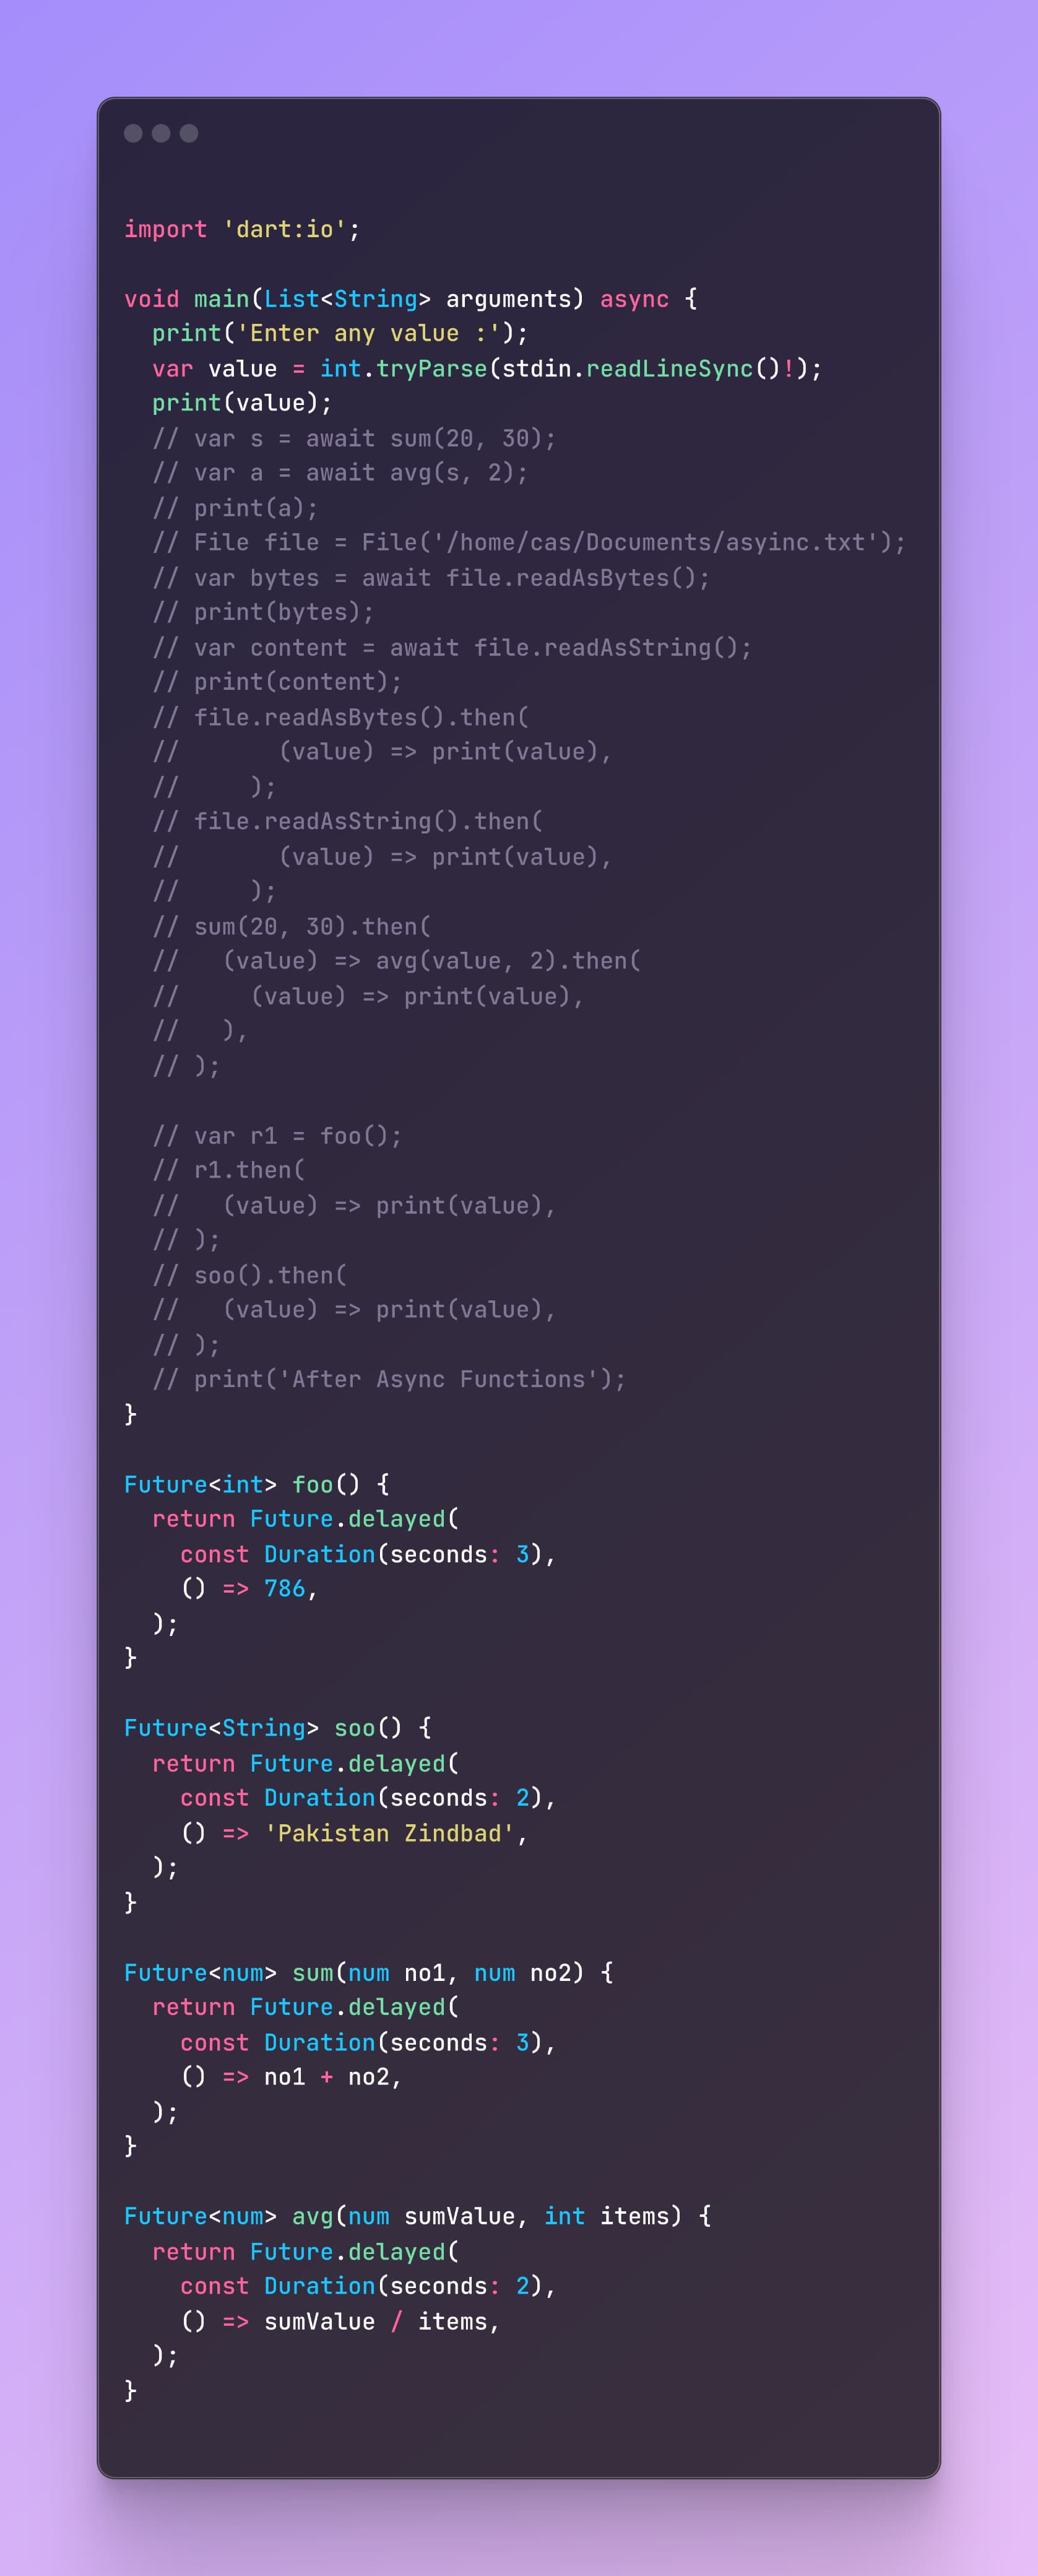 import 'dart:io';

void main(List<String> arguments) async {
  print('Enter any value :');
  var value = int.tryParse(stdin.readLineSync()!);
  print(value);
  // var s = await sum(20, 30);
  // var a = await avg(s, 2);
  // print(a);
  // File file = File('/home/cas/Documents/asyinc.txt');
  // var bytes = await file.readAsBytes();
  // print(bytes);
  // var content = await file.readAsString();
  // print(content);
  // file.readAsBytes().then(
  //       (value) => print(value),
  //     );
  // file.readAsString().then(
  //       (value) => print(value),
  //     );
  // sum(20, 30).then(
  //   (value) => avg(value, 2).then(
  //     (value) => print(value),
  //   ),
  // );

  // var r1 = foo();
  // r1.then(
  //   (value) => print(value),
  // );
  // soo().then(
  //   (value) => print(value),
  // );
  // print('After Async Functions');
}

Future<int> foo() {
  return Future.delayed(
    const Duration(seconds: 3),
    () => 786,
  );
}

Future<String> soo() {
  return Future.delayed(
    const Duration(seconds: 2),
    () => 'Pakistan Zindbad',
  );
}

Future<num> sum(num no1, num no2) {
  return Future.delayed(
    const Duration(seconds: 3),
    () => no1 + no2,
  );
}

Future<num> avg(num sumValue, int items) {
  return Future.delayed(
    const Duration(seconds: 2),
    () => sumValue / items,
  );
}